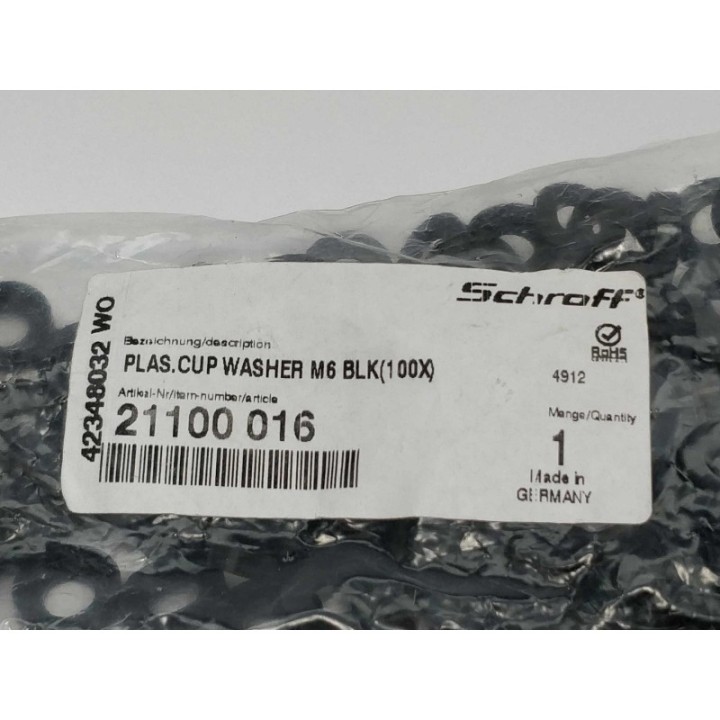 Schroff®
42348032 WO
Bezeichnung/description
PLAS.CUP WASHER M6 BLK(100X)
RoHS
4912
Artikel-Nr/item-number/article
21100 016
Menge/Quantity
1
Made in
GERMANY